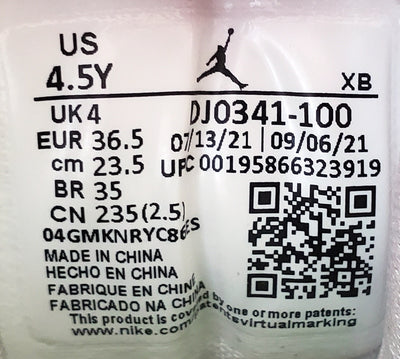 US
4.5Y
XB
UK 4
DJ0341-100
EUR 36.5
07/13/21 | 09/06/21
cm 23.5
UPC 00195866323919
BR 35
CN 235(2.5)
MADE IN CHINA
HECHO EN CHINA
FABRIQUE EN CHINE
FABRICADO NA CHINA
This product is covered by one or more patents:
www.nike.com/patentsvirtualmarking